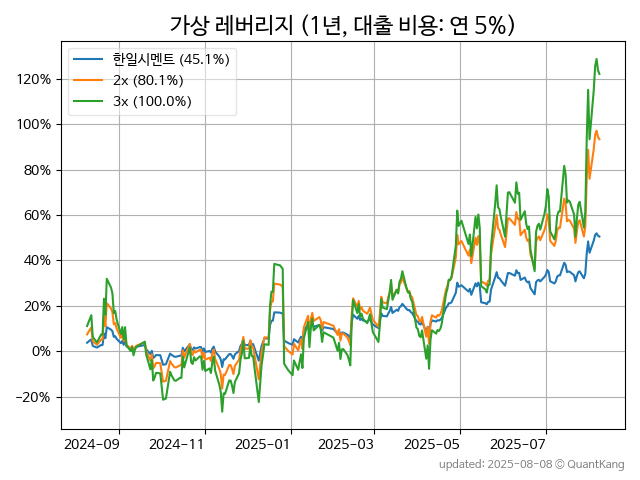 가상 레버리지 (1년, 대출 비용: 연 5%)
한일시멘트 (45.1%)
2x (80.1%)
3x (100.0%)
120%
100%
80%
60%
40%
20%
0%
−20%
2024-09 2024-11 2025-01 2025-03 2025-05 2025-07
updated: 2025-08-08 © QuantKang